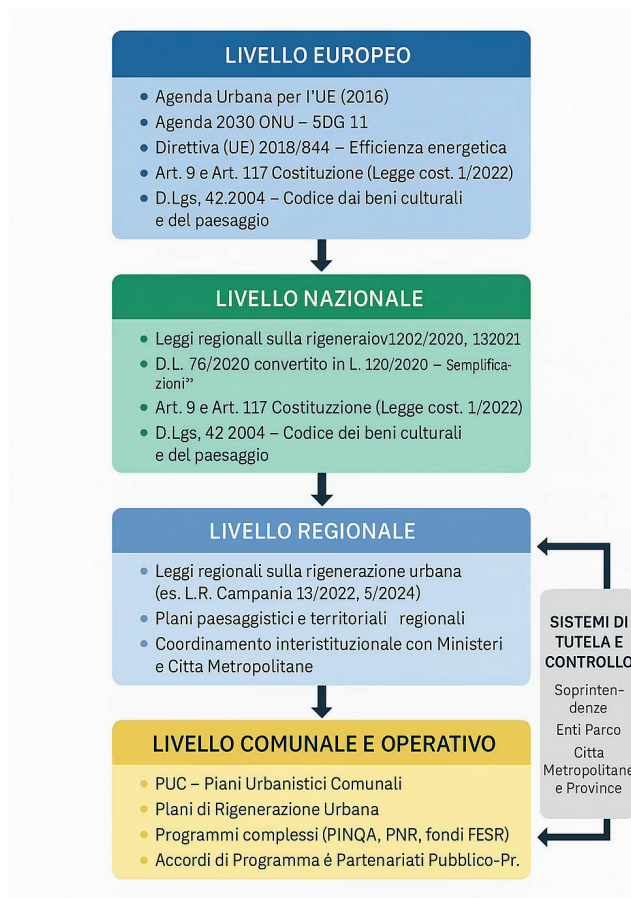 LIVELLO EUROPEO
• Agenda Urbana per l'UE (2016)
• Agenda 2030 ONU – 5DG 11
• Direttiva (UE) 2018/844 – Efficienza energetica
• Art. 9 e Art. 117 Costituzione (Legge cost. 1/2022)
• D.Lgs, 42.2004 – Codice dai beni culturali
e del paesaggio
LIVELLO NAZIONALE
• Leggi regionall sulla rigeneraiov1202/2020, 132021
• D.L. 76/2020 convertito in L. 120/2020 – Semplifica-
zioni”
• Art. 9 e Art. 117 Costituzzione (Legge cost. 1/2022)
• D.Lgs, 42 2004 – Codice dei beni culturali
e del paesaggio
LIVELLO REGIONALE
• Leggi regionali sulla rigenerazione urbana
(es. L.R. Campania 13/2022, 5/2024)
• Plani paesaggistici e territoriali regionali
• Coordinamento interistituzionale con Ministeri
e Citta Metropolitane
SISTEMI DI
TUTELA E
CONTROLLO
Soprinten-
denze
Enti Parco
Citta
Metropolitane
e Province
LIVELLO COMUNALE E OPERATIVO
• PUC – Piani Urbanistici Comunali
• Plani di Rigenerazione Urbana
• Programmi complessi (PINQA, PNR, fondi FESR)
• Accordi di Programma é Partenariati Pubblico-Pr.